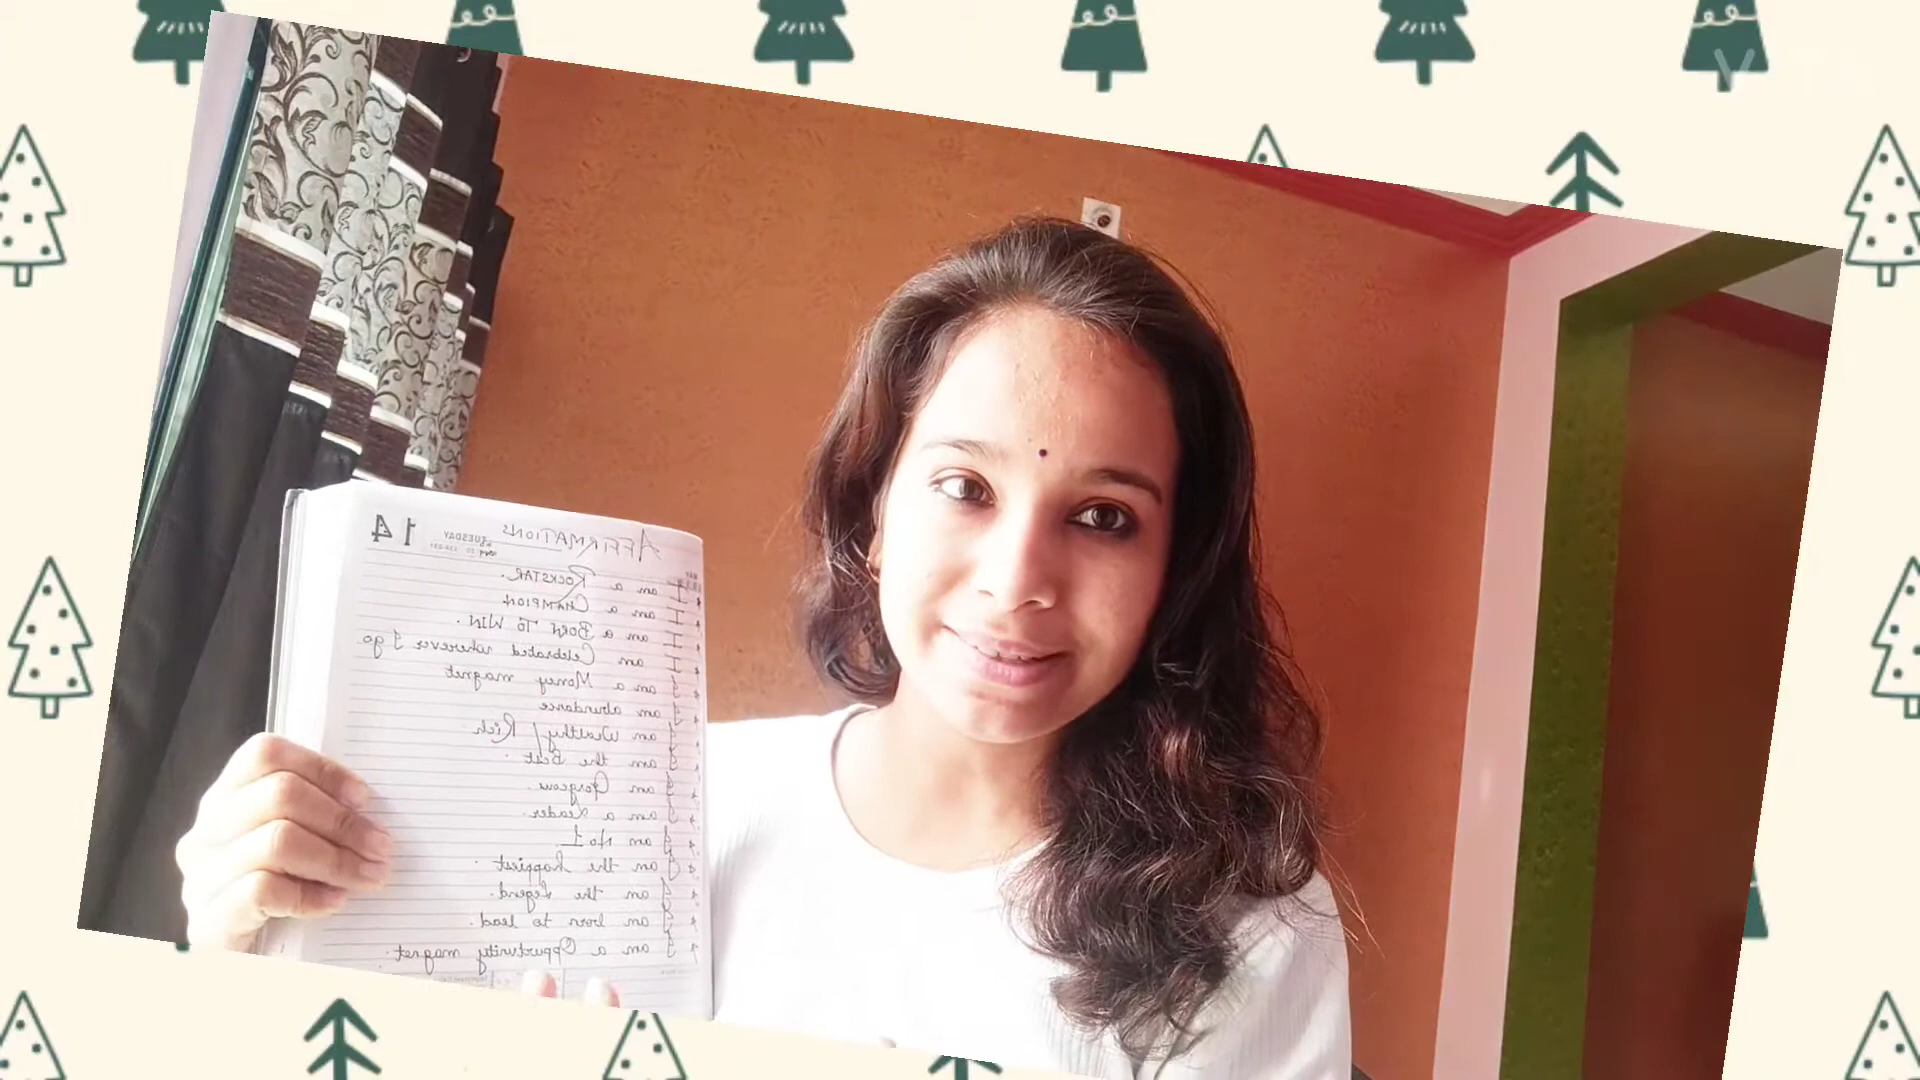 AFFIRMATIONS
TUESDAY
14
MAY
* I am a ROCKSTAR.
* I am a CHAMPION
* I am a BORN TO WIN.
* I am Celebrated wherever I go
* I am a Money magnet
* I am abundance
* I am Wealthy/Rich
* I am the Best.
* I am Gorgeous.
* I am a Leader.
* I am No 1.
* I am the happiest.
* I am the Legend.
* I am born to lead.
* I am a Oppurtunity magnet.